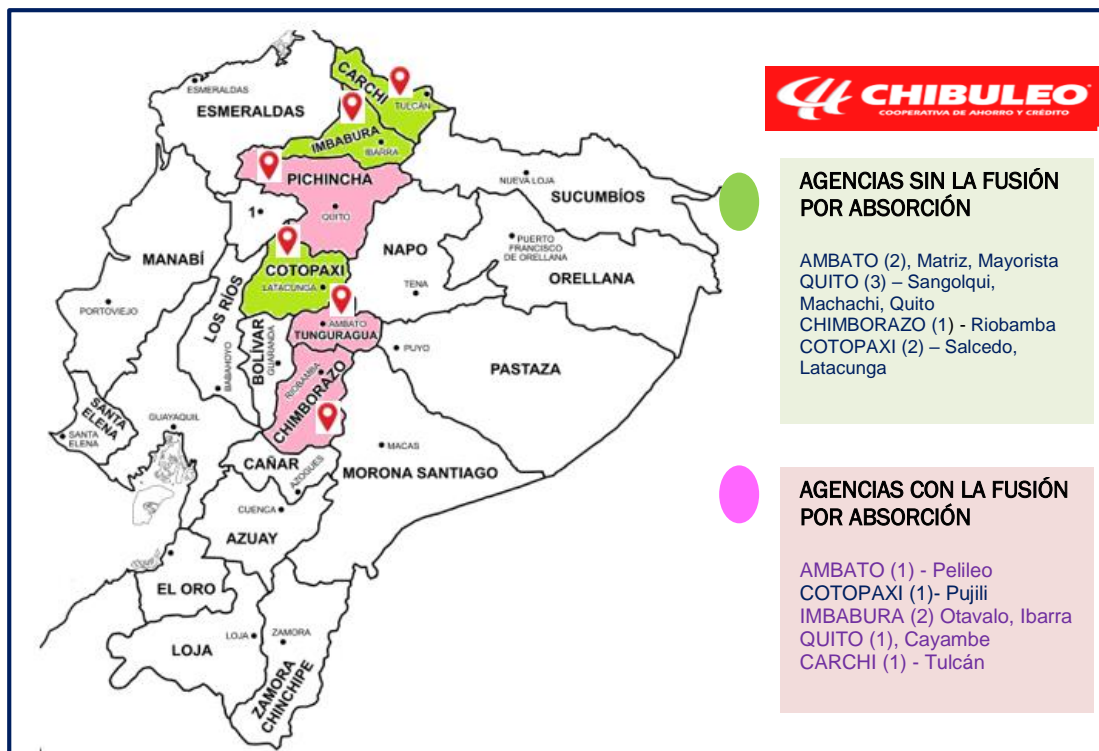 ESMERALDAS
ESMERALDAS
CARCHI
TULCÁN
IMBABURA
IBARRA
PICHINCHA
QUITO
NUEVA LOJA
SUCUMBÍOS
1
MANABÍ
PORTOVIEJO
COTOPAXI
LATACUNGA
NAPO
TENA
PUERTO
FRANCISCO
DE ORELLANA
ORELLANA
LOS RÍOS
BABAHOYO
BOLÍVAR
GUARANDA
AMBATO
TUNGURAGUA
PUYO
PASTAZA
RIOBAMBA
CHIMBORAZO
SANTA
ELENA
SANTA
ELENA
GUAYAQUIL
MACAS
MORONA SANTIAGO
CAÑAR
AZOGUES
CUENCA
AZUAY
EL ORO
LOJA
LOJA
ZAMORA
ZAMORA
CHINCHIPE
CHIBULEO
COOPERATIVA DE AHORRO Y CRÉDITO
AGENCIAS SIN LA FUSIÓN
POR ABSORCIÓN
AMBATO (2), Matriz, Mayorista
QUITO (3) – Sangolqui,
Machachi, Quito
CHIMBORAZO (1) - Riobamba
COTOPAXI (2) – Salcedo,
Latacunga
AGENCIAS CON LA FUSIÓN
POR ABSORCIÓN
AMBATO (1) - Pelileo
COTOPAXI (1)- Pujili
IMBABURA (2) Otavalo, Ibarra
QUITO (1), Cayambe
CARCHI (1) - Tulcán